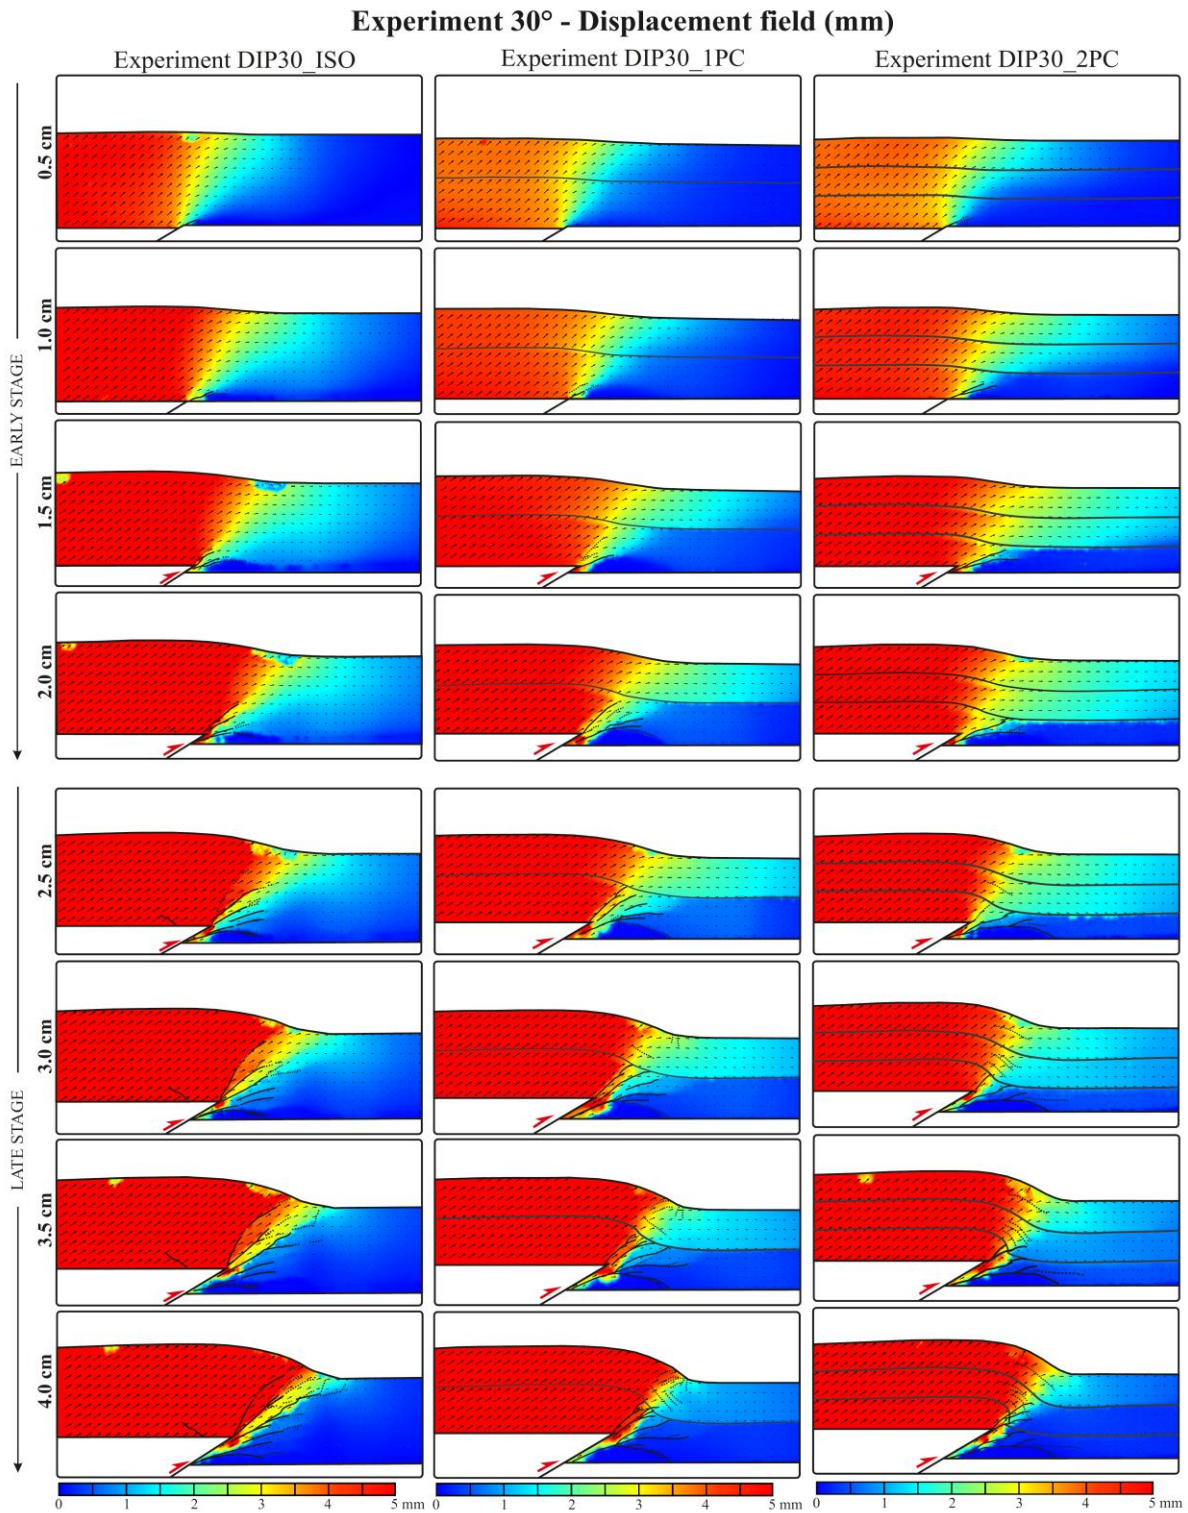 Experiment 30° - Displacement field (mm)
Experiment DIP30_ISO
Experiment DIP30_1PC
Experiment DIP30_2PC
EARLY STAGE
0.5 cm
1.0 cm
1.5 cm
2.0 cm
LATE STAGE
2.5 cm
3.0 cm
3.5 cm
4.0 cm
0 1 2 3 4 5 mm
0 1 2 3 4 5 mm
0 1 2 3 4 5 mm